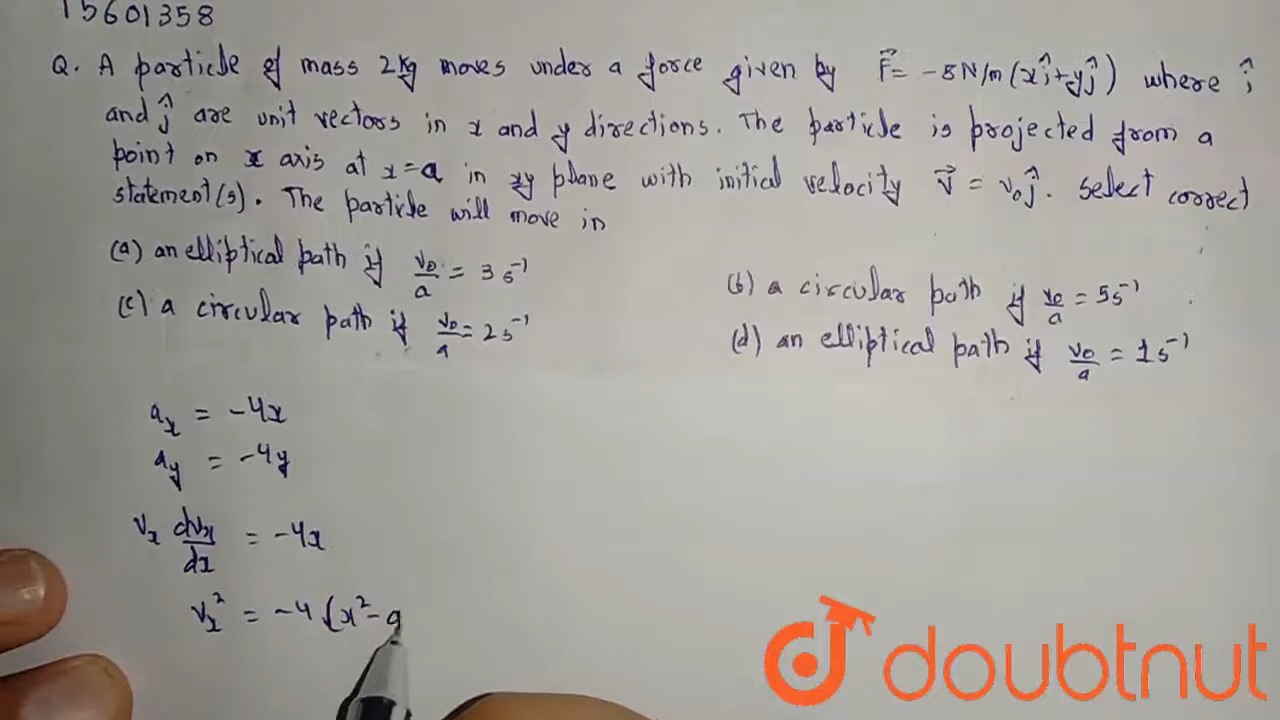 15601358
Q. A particle of mass 2kg moves under a force given by F⃗ = -8N/m(xî+yĵ) where î
and ĵ are unit vectors in x and y directions. The particle is projected from a
point on x axis at x=a in xy plane with initial velocity V⃗ = v₀ĵ. Select correct
statement(s). The particle will move in
(a) an elliptical path if v₀/a = 3s⁻¹
(b) a circular path if v₀/a = 5s⁻¹
(c) a circular path if v₀/a = 2s⁻¹
(d) an elliptical path if v₀/a = 1s⁻¹
aₓ = -4x
a_y = -4y
vₓ dvₓ/dx = -4x
vₓ² = -4(x²-a
doubtnut